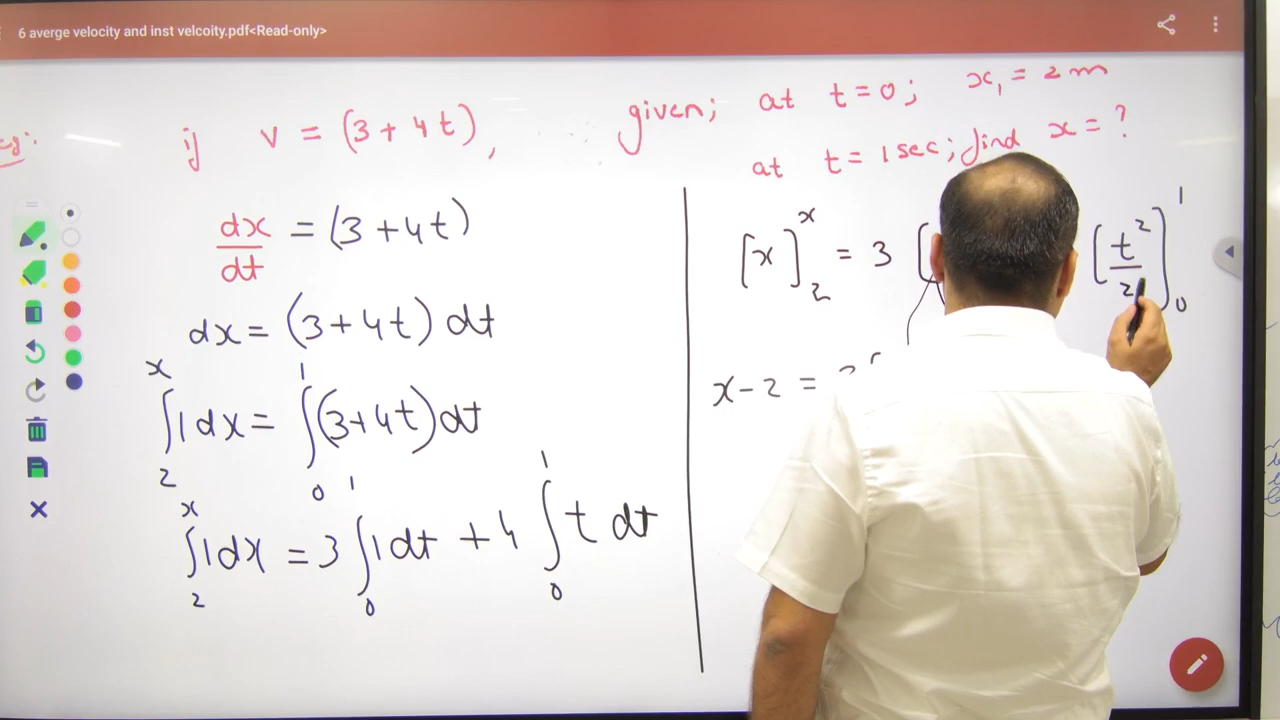 6 averge velocity and inst velcoity.pdf<Read-only>
eg:
if v = (3 + 4t), given; at t = 0; x₁ = 2 m
at t = 1 sec; find x = ?
dx/dt = (3 + 4t)
dx = (3 + 4t) dt
∫₂ˣ 1 dx = ∫₀¹ (3 + 4t) dt
∫₂ˣ 1 dx = 3 ∫₀¹ 1 dt + 4 ∫₀¹ t dt
[x]₂ˣ = 3 [ [t²/2]₀¹
x - 2 =